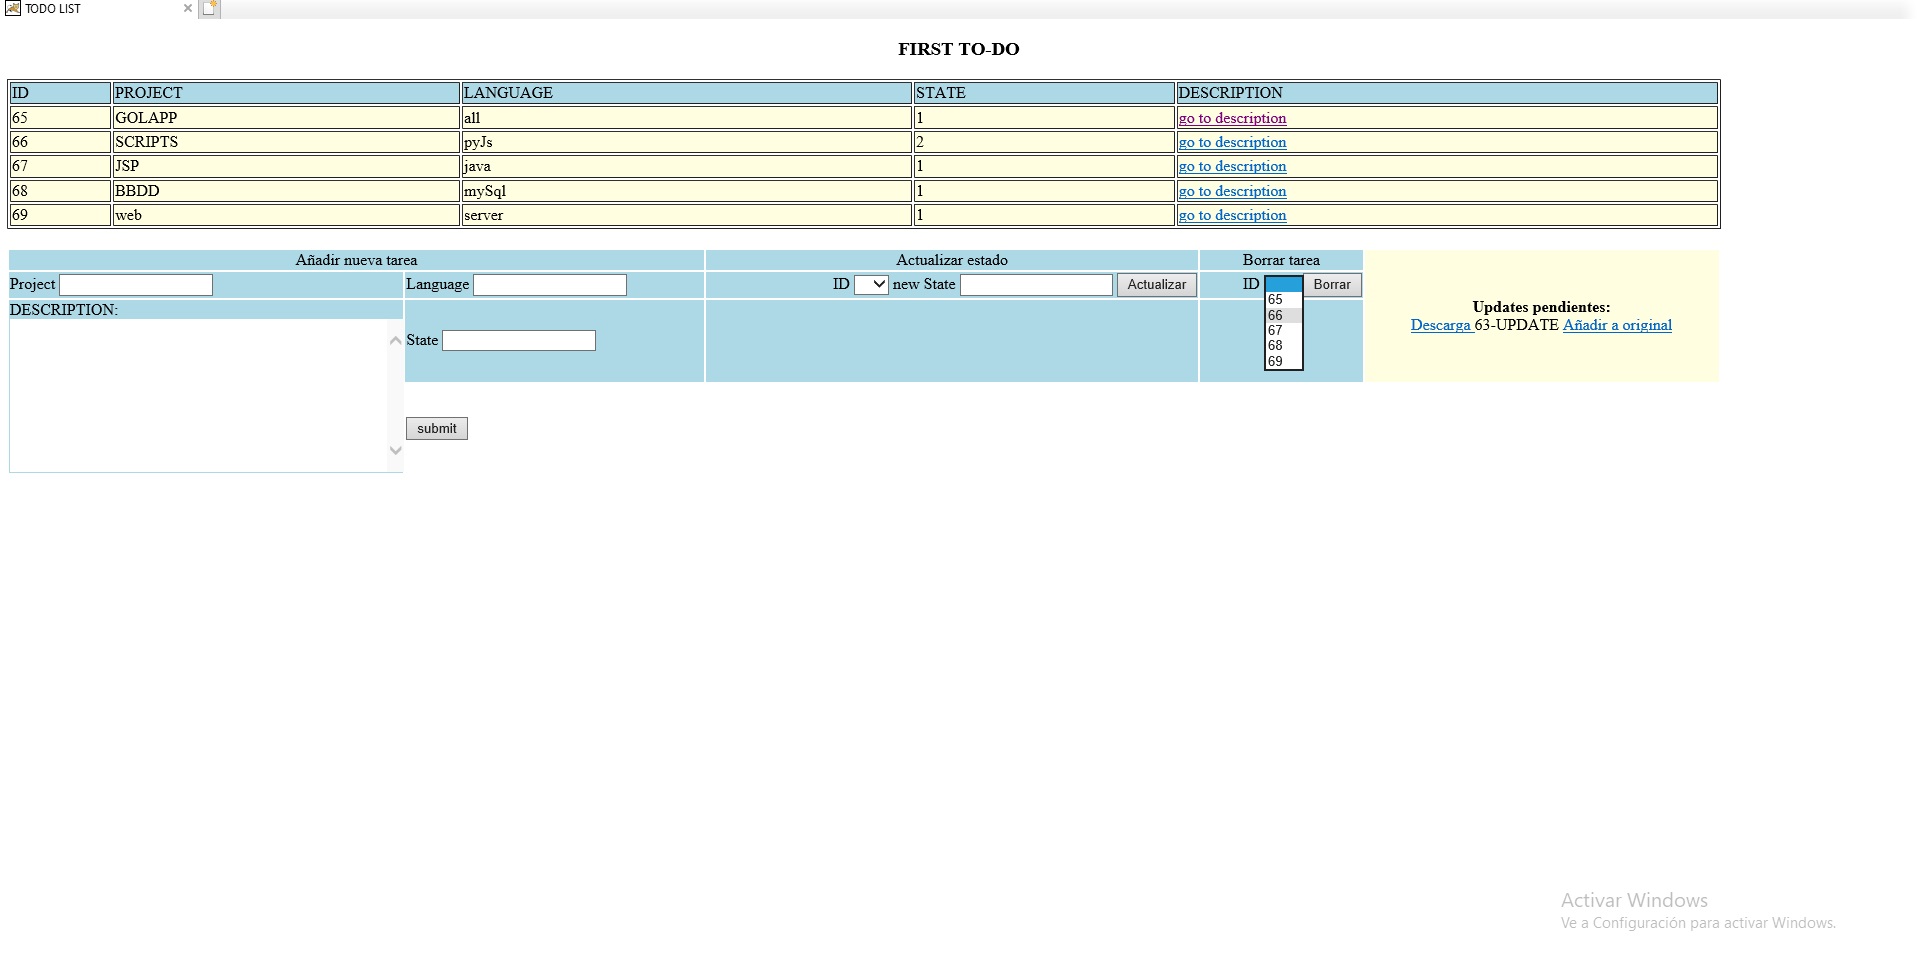 TODO LIST
FIRST TO-DO
ID PROJECT LANGUAGE STATE DESCRIPTION
65 GOLAPP all 1 go to description
66 SCRIPTS pyJs 2 go to description
67 JSP java 1 go to description
68 BBDD mySql 1 go to description
69 web server 1 go to description
Añadir nueva tarea Actualizar estado Borrar tarea
Project Language ID new State Actualizar ID Borrar
65
66
67
68
69
Updates pendientes:
Descarga 63-UPDATE Añadir a original
DESCRIPTION:
State
submit
Activar Windows
Ve a Configuración para activar Windows.